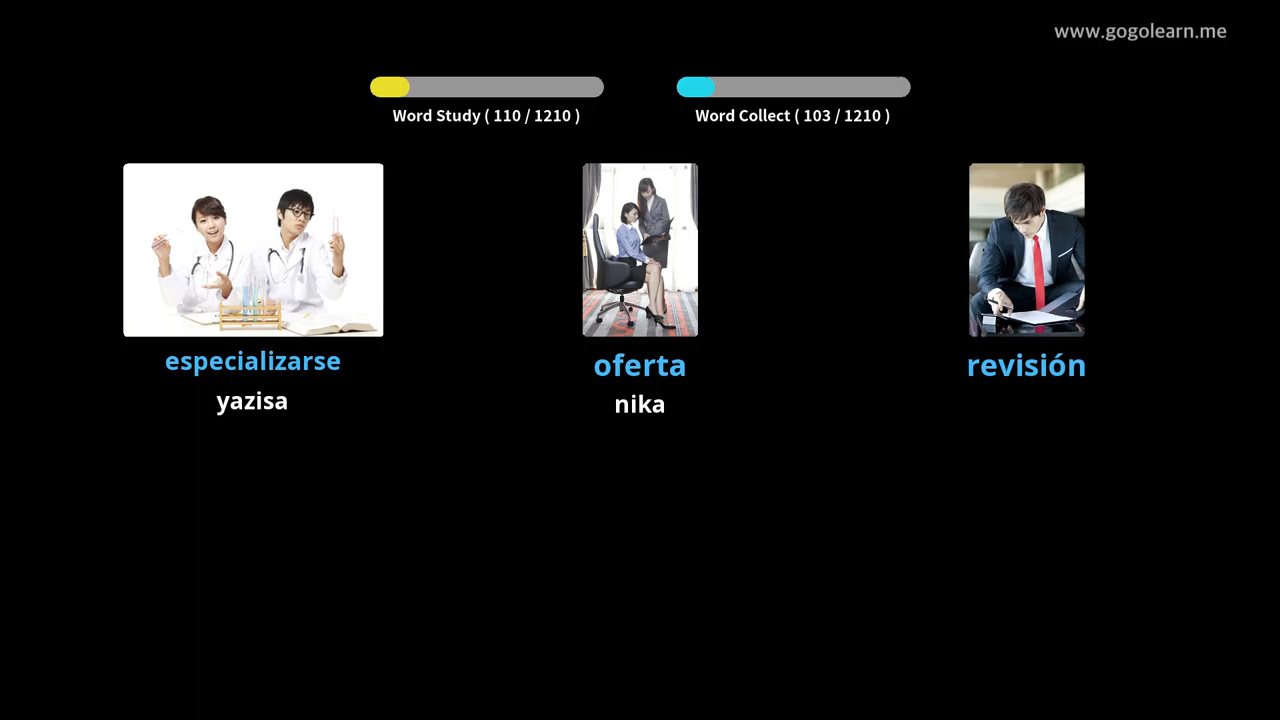 www.gogolearn.me
Word Study ( 110 / 1210 )
Word Collect ( 103 / 1210 )
especializarse
yazisa
oferta
nika
revisión